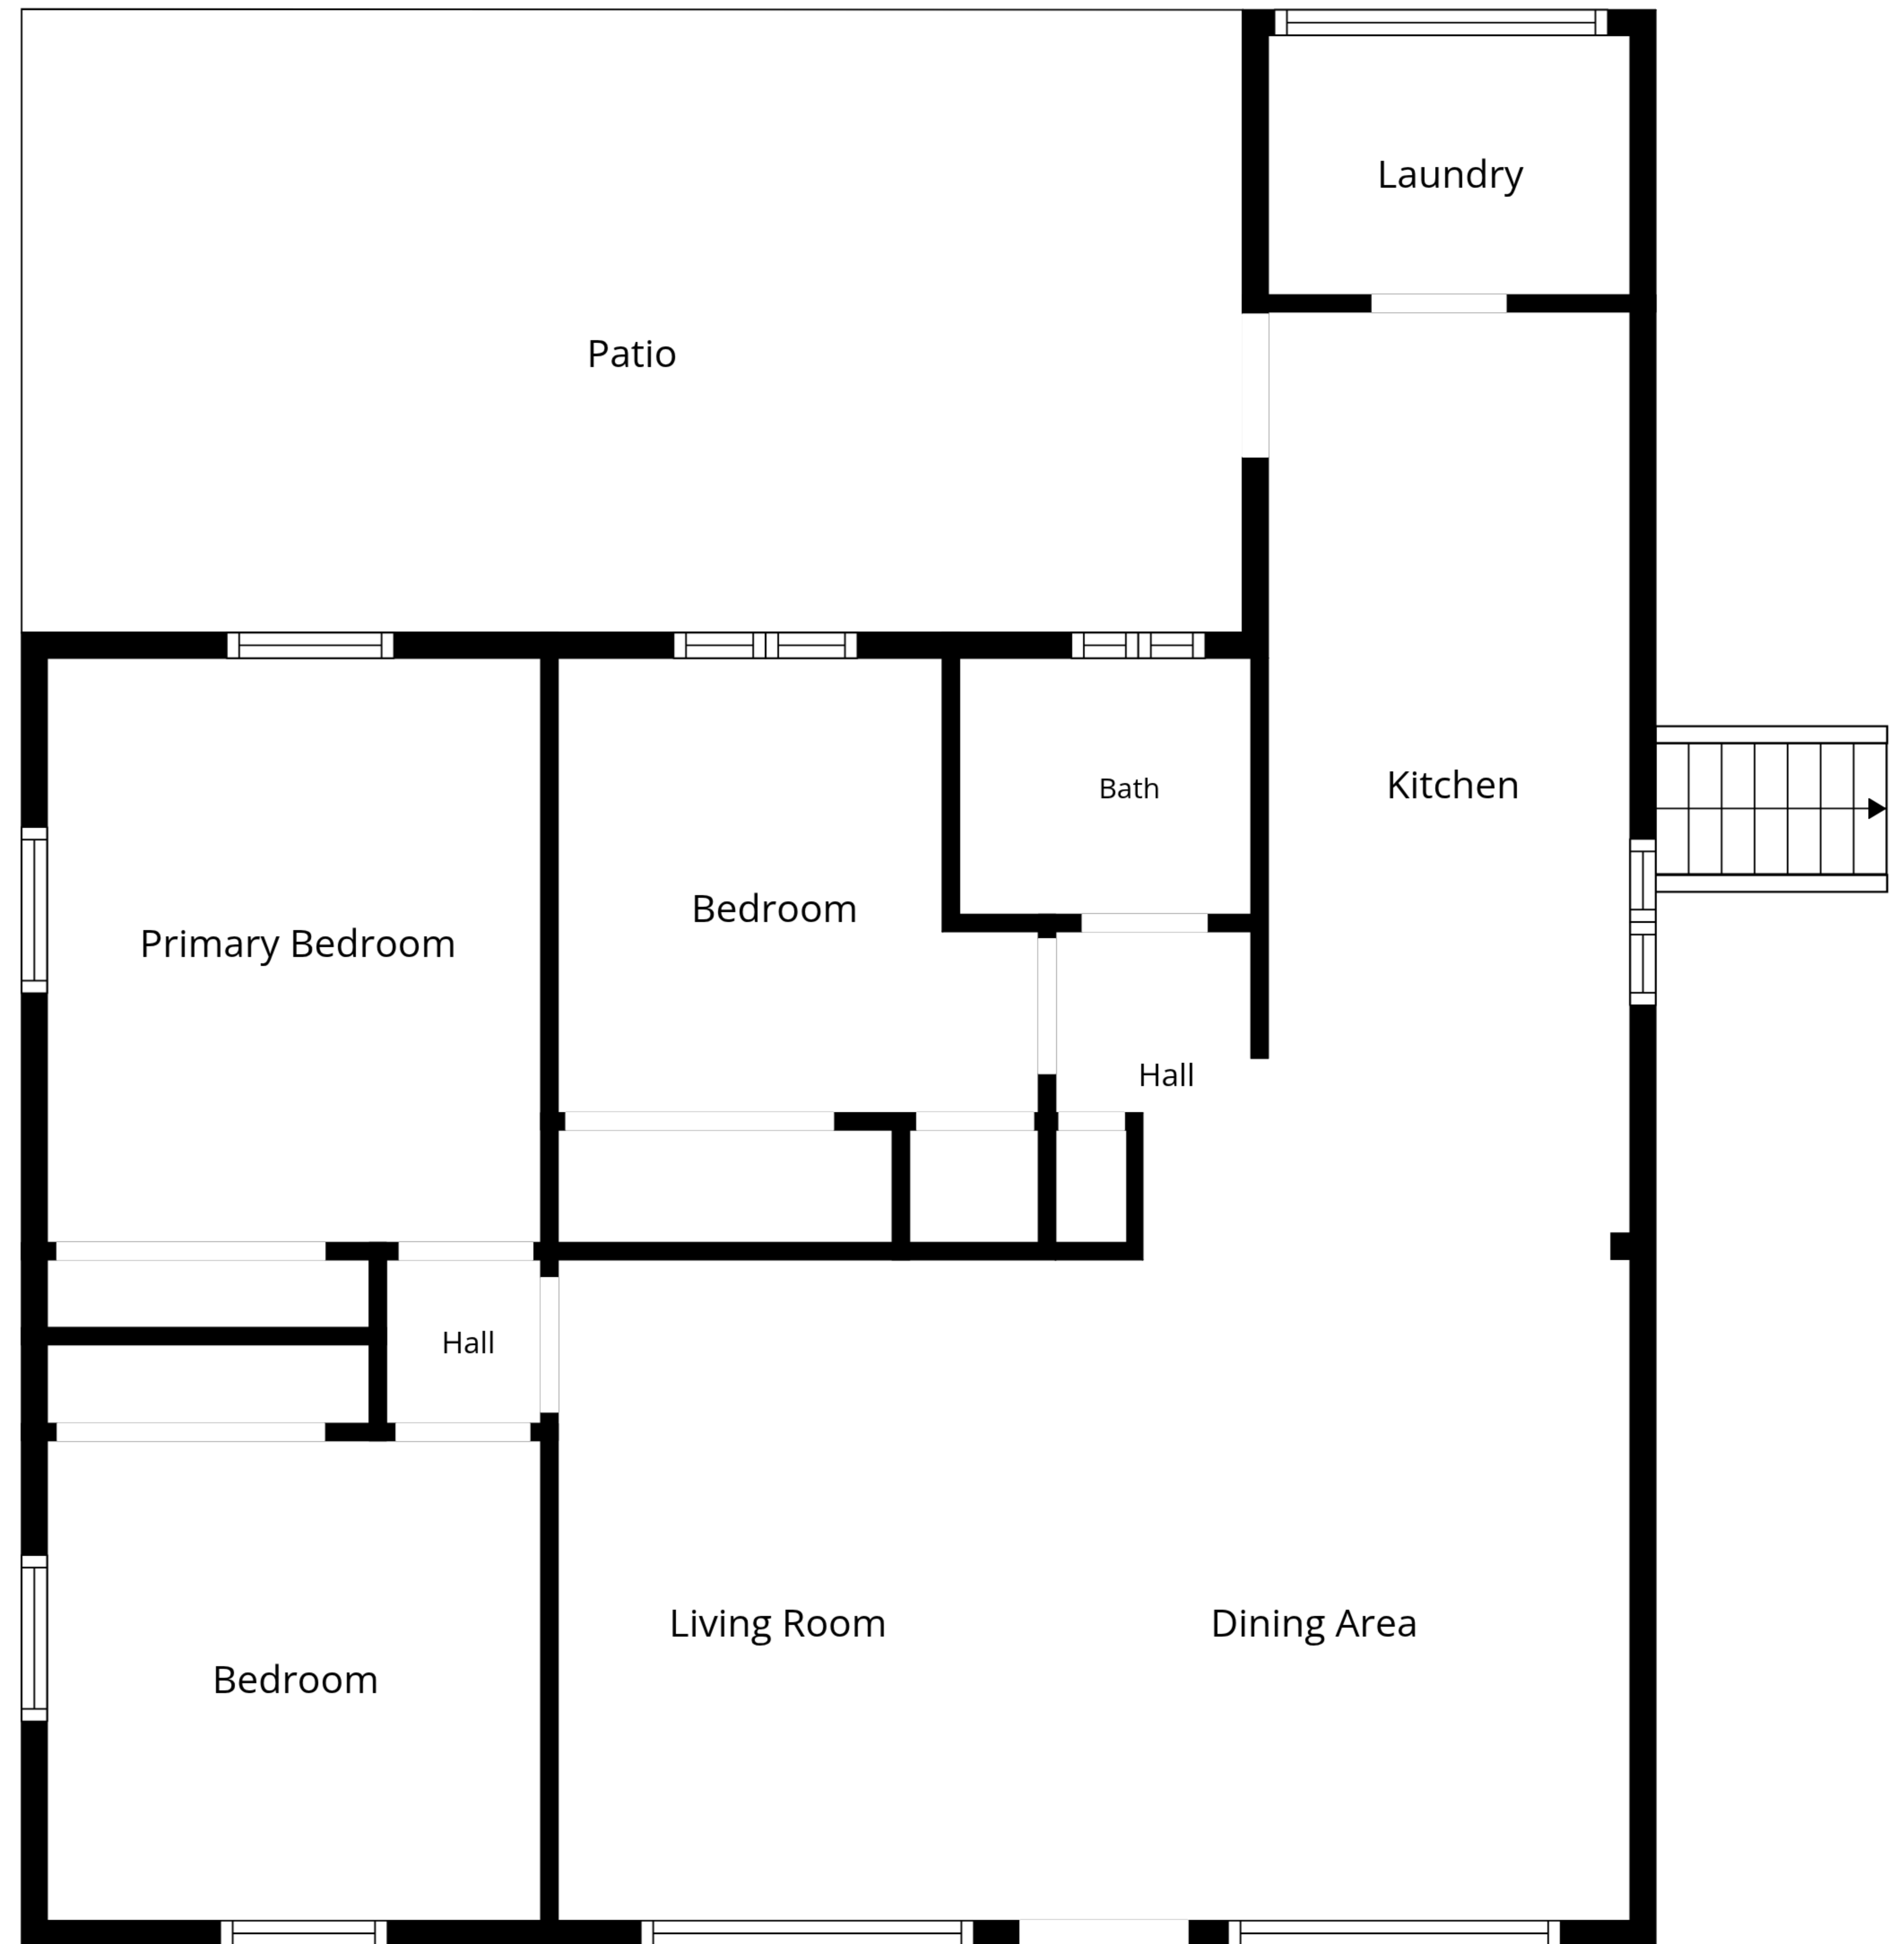 Laundry
Patio
Kitchen
Bath
Bedroom
Primary Bedroom
Hall
Hall
Living Room
Dining Area
Bedroom